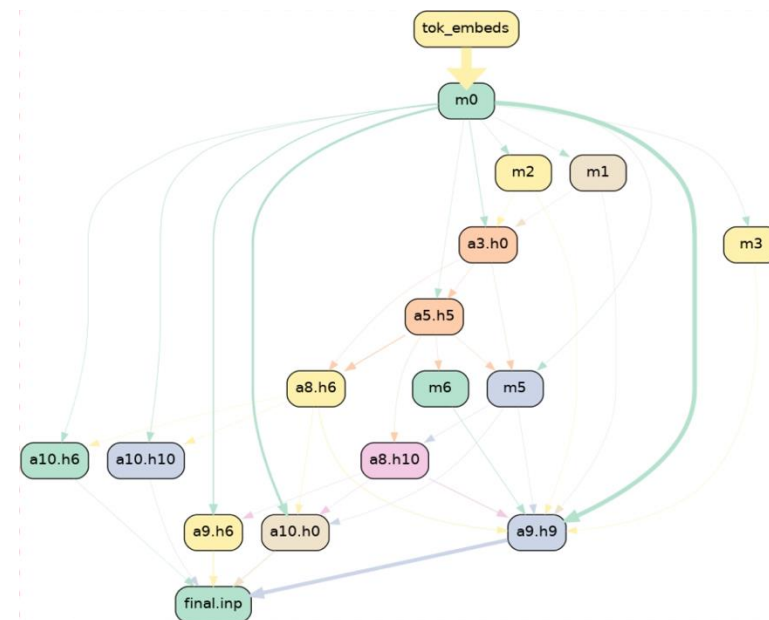 tok_embeds
m0
m2
m1
a3.h0
m3
a5.h5
a8.h6
m6
m5
a10.h6
a10.h10
a8.h10
a9.h6
a10.h0
a9.h9
final.inp